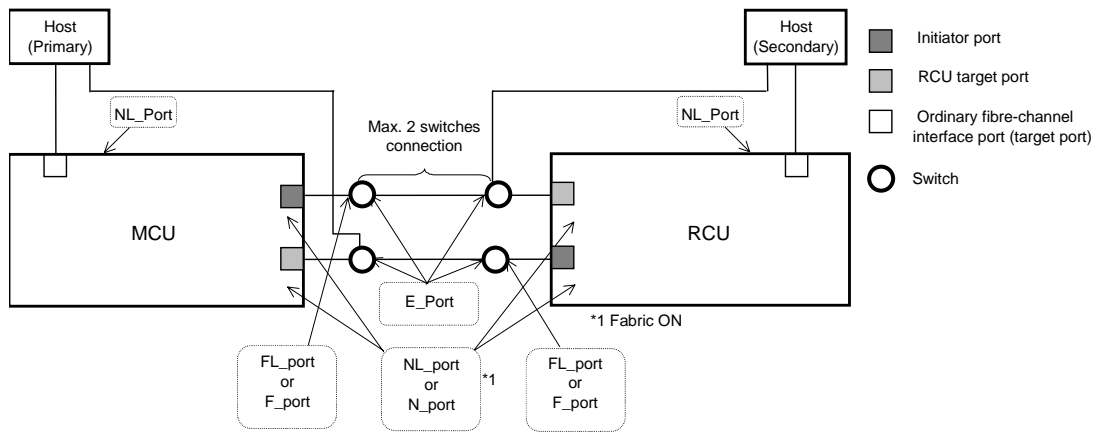 Host
(Primary)
Host
(Secondary)
Initiator port
RCU target port
Ordinary fibre-channel
interface port (target port)
Switch
NL_Port
Max. 2 switches
connection
NL_Port
MCU
RCU
E_Port
*1 Fabric ON
FL_port
or
F_port
NL_port
or
N_port
*1
FL_port
or
F_port